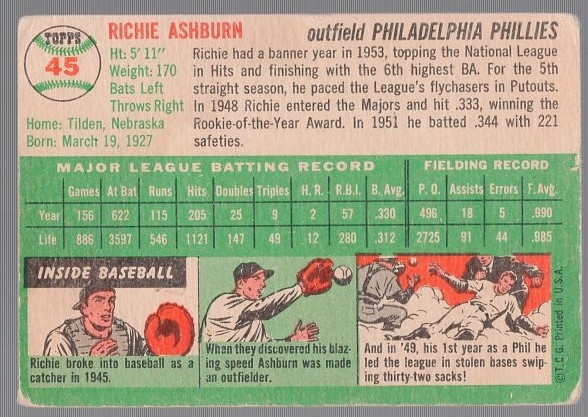 TOPPS
45
RICHIE ASHBURN
outfield PHILADELPHIA PHILLIES
Ht: 5' 11"
Weight: 170
Bats Left
Throws Right
Home: Tilden, Nebraska
Born: March 19, 1927
Richie had a banner year in 1953, topping the National League
in Hits and finishing with the 6th highest BA. For the 5th
straight season, he paced the League's flychasers in Putouts.
In 1948 Richie entered the Majors and hit .333, winning the
Rookie-of-the-Year Award. In 1951 he batted .344 with 221
safeties.
MAJOR LEAGUE BATTING RECORD FIELDING RECORD
Games At Bat Runs Hits Doubles Triples H. R. R.B.I. B. Avg. P. O. Assists Errors F. Avg.
Year 156 622 115 205 25 9 2 57 .330 496 18 5 .990
Life 886 3597 546 1121 147 49 12 280 .312 2725 91 44 .985
INSIDE BASEBALL
Richie broke into baseball as a
catcher in 1945.
When they discovered his blaz-
ing speed Ashburn was made
an outfielder.
And in '49, his 1st year as a Phil he
led the league in stolen bases swip-
ing thirty-two sacks!
©T.C.G. Printed in U.S.A.